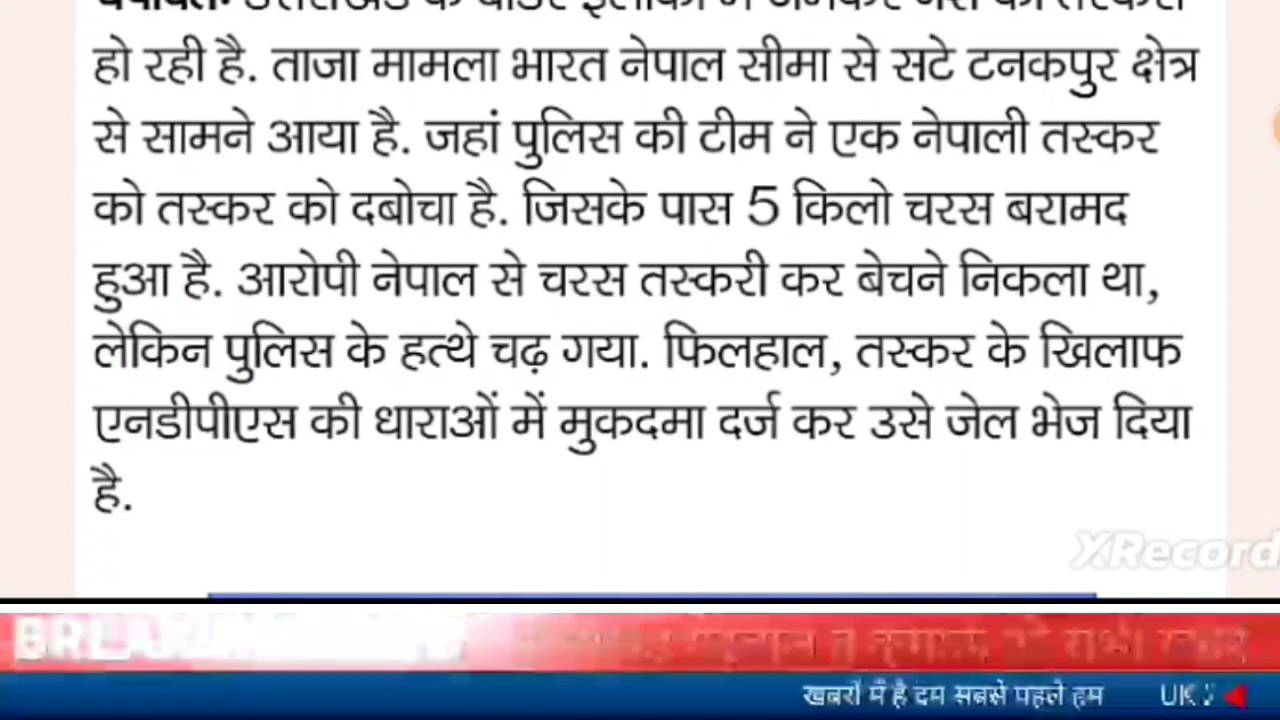 हो रही है. ताजा मामला भारत नेपाल सीमा से सटे टनकपुर क्षेत्र
से सामने आया है. जहां पुलिस की टीम ने एक नेपाली तस्कर
को तस्कर को दबोचा है. जिसके पास 5 किलो चरस बरामद
हुआ है. आरोपी नेपाल से चरस तस्करी कर बेचने निकला था,
लेकिन पुलिस के हत्थे चढ़ गया. फिलहाल, तस्कर के खिलाफ
एनडीपीएस की धाराओं में मुकदमा दर्ज कर उसे जेल भेज दिया
है.
XRecord
खबरों में है दम सबसे पहले हम UK